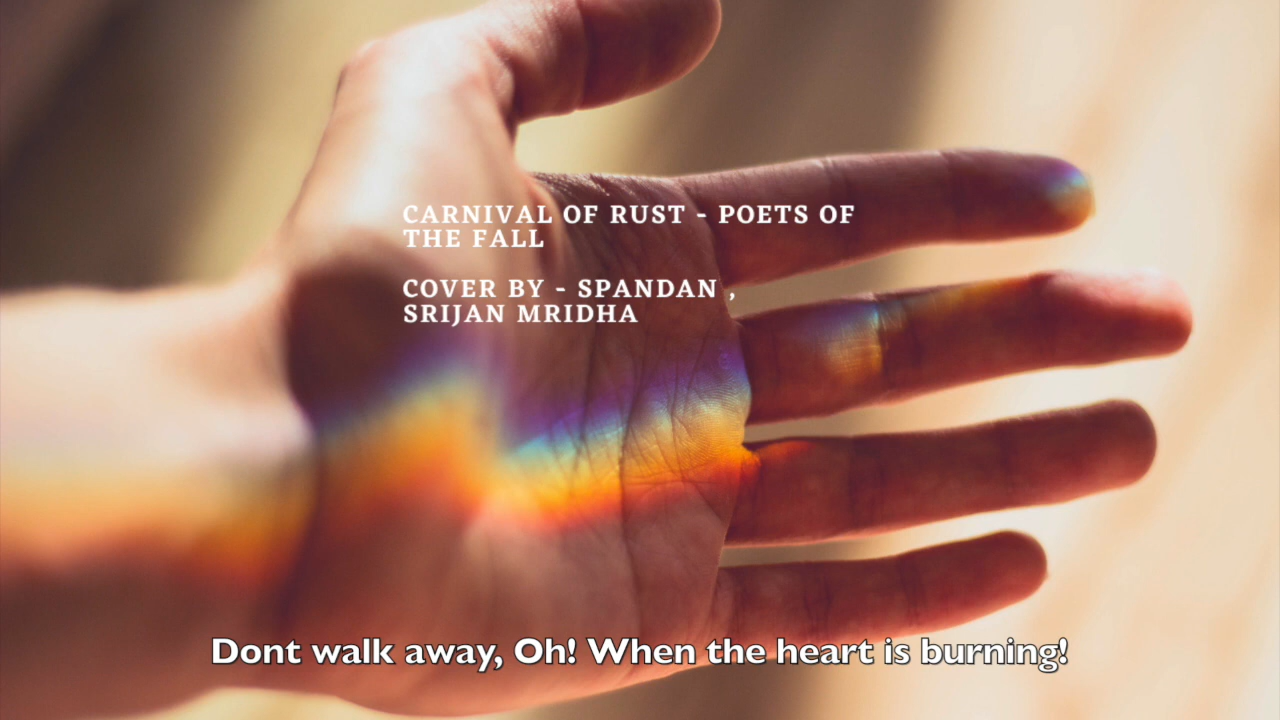 CARNIVAL OF RUST - POETS OF
THE FALL
COVER BY - SPANDAN ,
SRIJAN MRIDHA
Dont walk away, Oh! When the heart is burning!